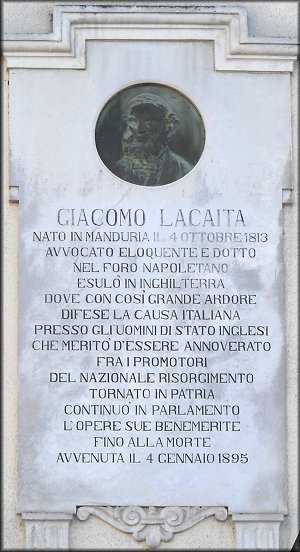 GIACOMO LACAITA
NATO IN MANDURIA IL 4 OTTOBRE 1813
AVVOCATO ELOQUENTE E DOTTO
NEL FORO NAPOLETANO
ESULÒ IN INGHILTERRA
DOVE CON COSÌ GRANDE ARDORE
DIFESE LA CAUSA ITALIANA
PRESSO GLI UOMINI DI STATO INGLESI
CHE MERITÒ D'ESSERE ANNOVERATO
FRA I PROMOTORI
DEL NAZIONALE RISORGIMENTO
TORNATO IN PATRIA
CONTINUÒ IN PARLAMENTO
L'OPERE SUE BENEMERITE
FINO ALLA MORTE
AVVENUTA IL 4 GENNAIO 1895